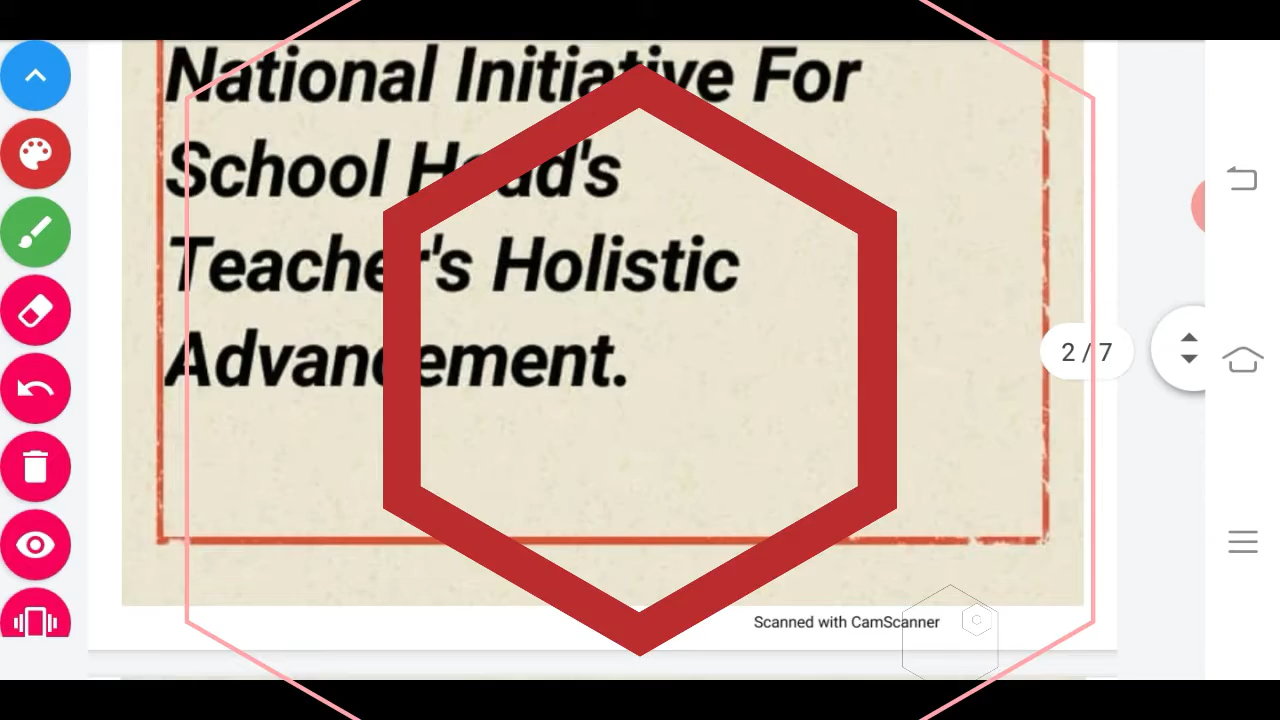 National Initiative For
School Head's
Teacher's Holistic
Advancement.
2 / 7
Scanned with CamScanner